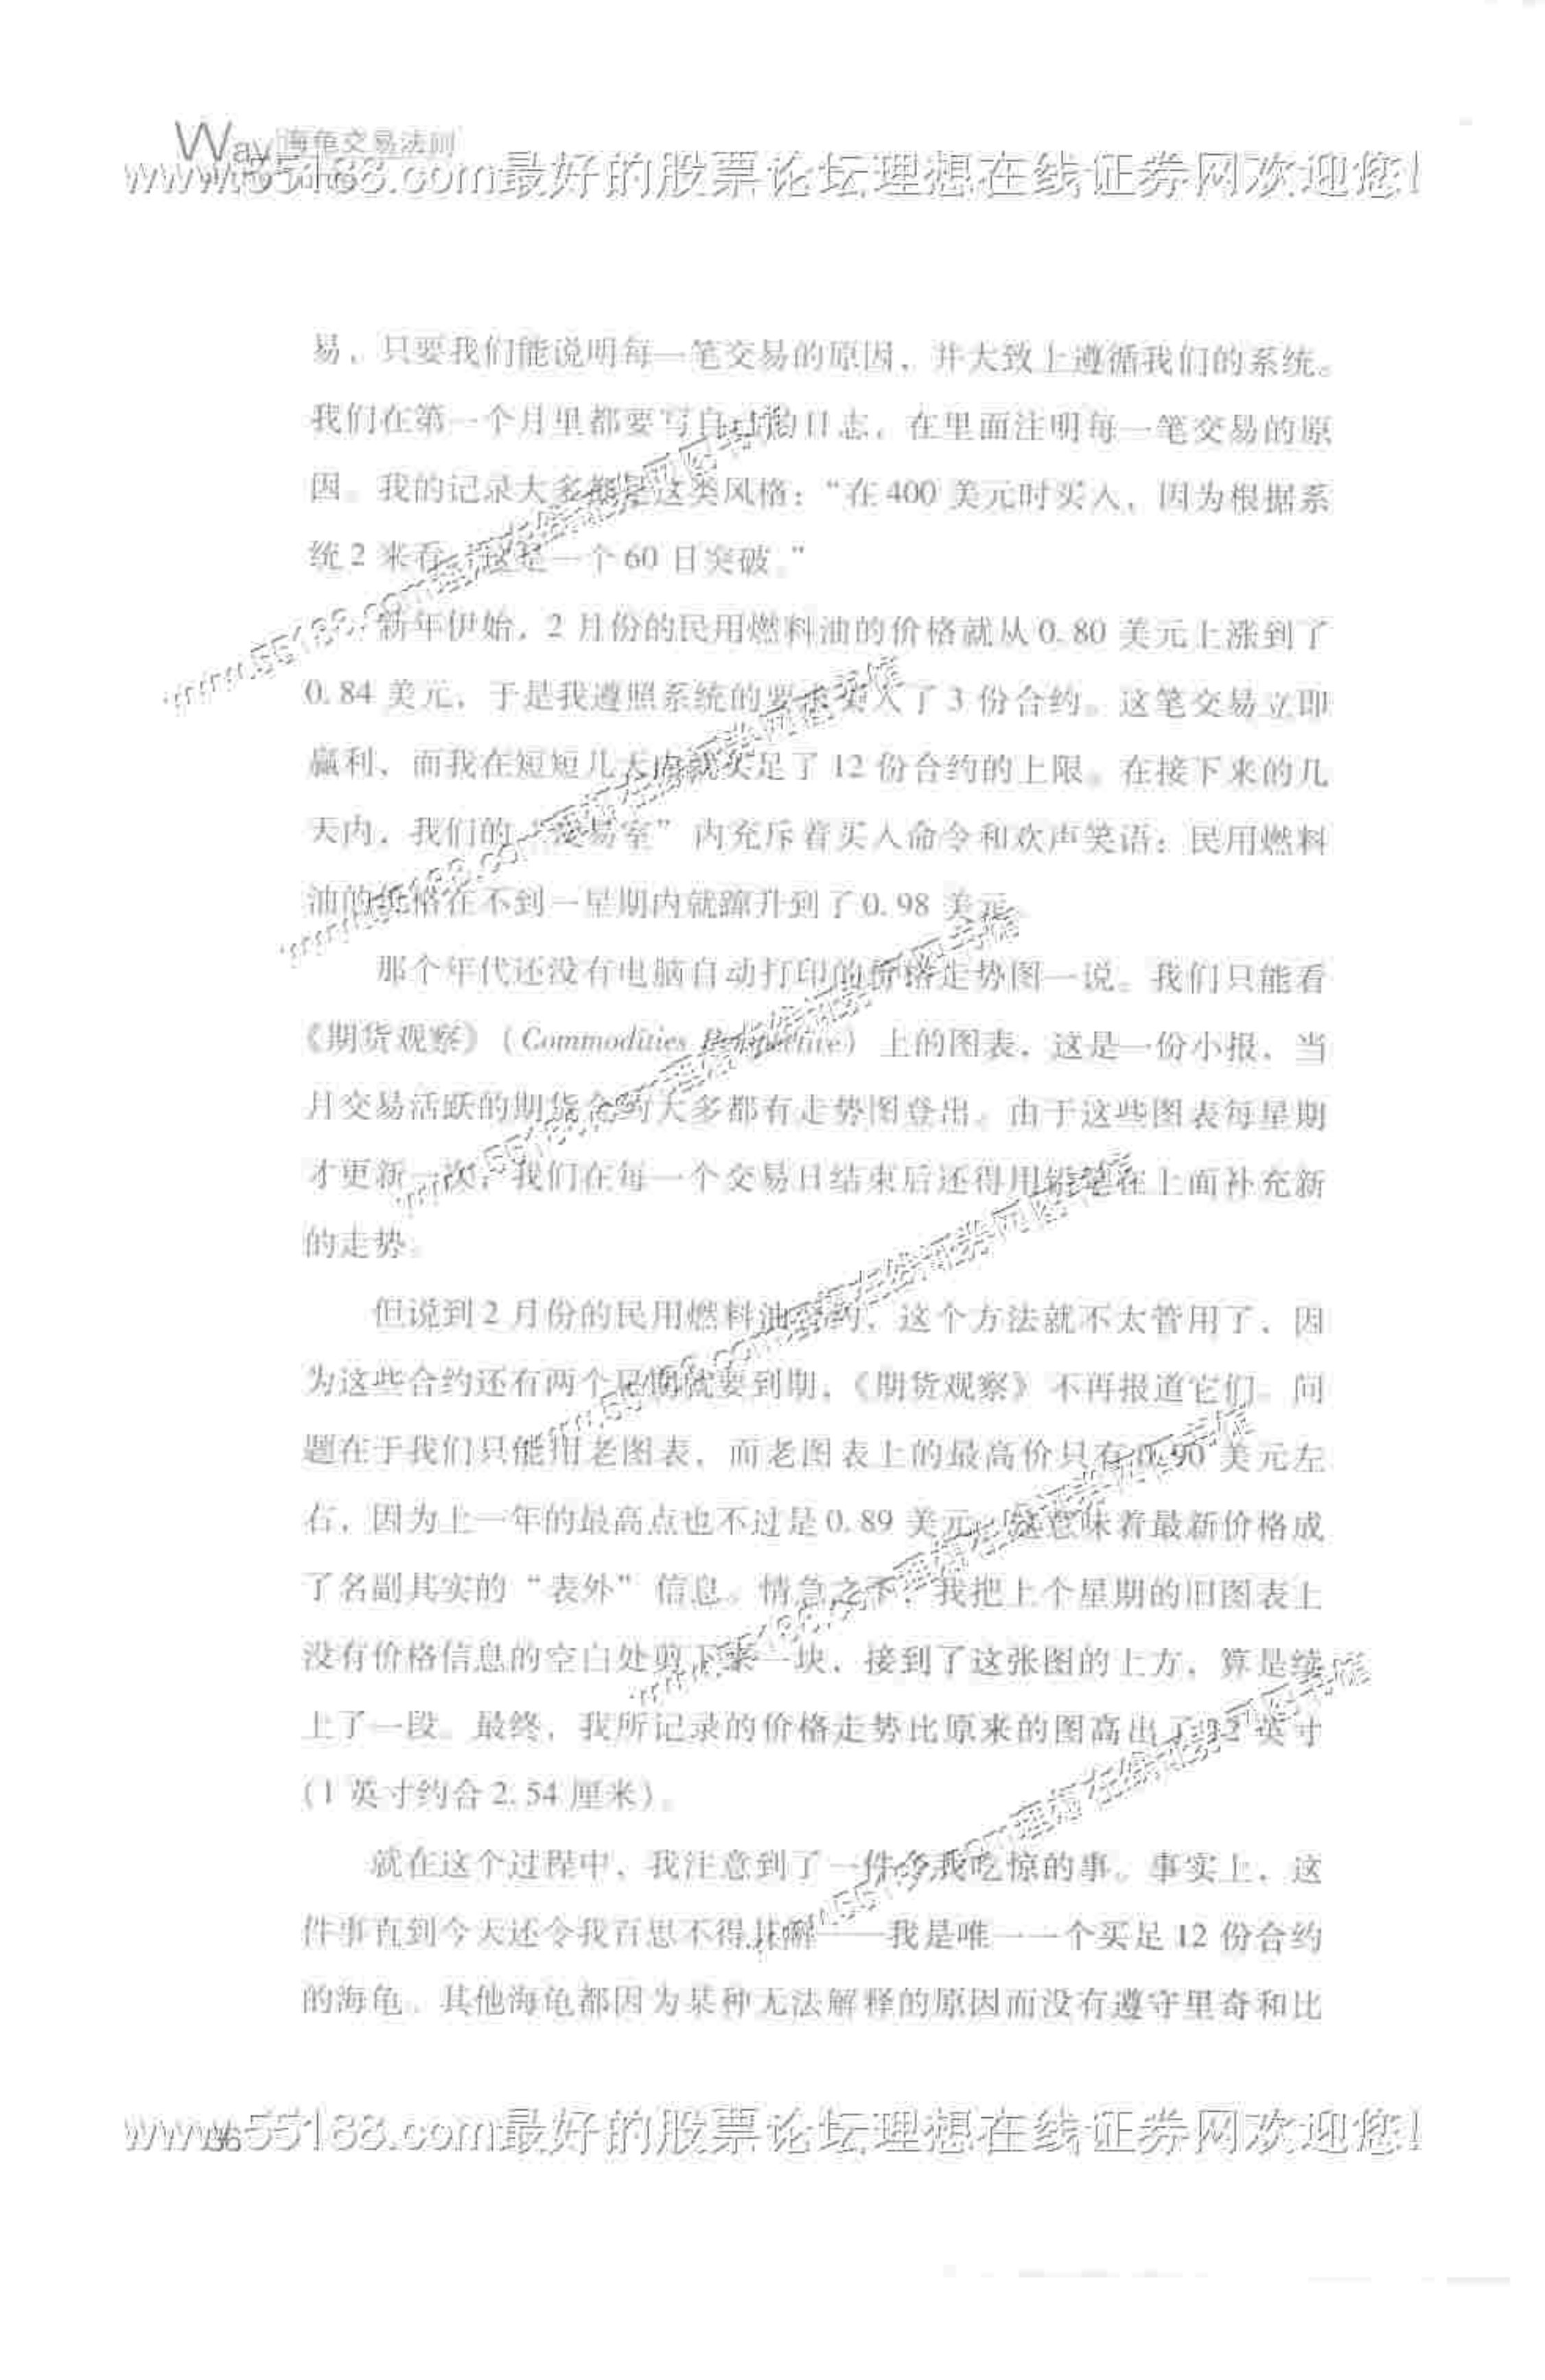 Way 海龟交易法则
www.55188.com最好的股票论坛理想在线证券网欢迎您!
易，只要我们能说明每一笔交易的原因，并大致上遵循我们的系统。
我们在第一个月里都要写自己的日志，在里面注明每一笔交易的原
因。我的记录大多都是这类风格：“在 400 美元时买入，因为根据系
统 2 来看，这是一个 60 日突破。”
新年伊始，2 月份的民用燃料油的价格就从 0.80 美元上涨到了
0.84 美元，于是我遵照系统的要求买入了 3 份合约。这笔交易立即
赢利，而我在短短几天内就买足了 12 份合约的上限。在接下来的几
天内，我们的“交易室”内充斥着买入命令和欢声笑语：民用燃料
油的价格在不到一星期内就蹿升到了 0.98 美元。
那个年代还没有电脑自动打印的价格走势图一说。我们只能看
《期货观察》（Commodities Perspective）上的图表，这是一份小报，当
月交易活跃的期货合约大多都有走势图登出。由于这些图表每星期
才更新一次，我们在每一个交易日结束后还得用铅笔在上面补充新
的走势。
但说到 2 月份的民用燃料油合约，这个方法就不太管用了，因
为这些合约还有两个星期就要到期，《期货观察》不再报道它们。问
题在于我们只能用老图表，而老图表上的最高价只有 0.90 美元左
右，因为上一年的最高点也不过是 0.89 美元。这意味着最新价格成
了名副其实的“表外”信息。情急之下，我把上个星期的旧图表上
没有价格信息的空白处剪下来一块，接到了这张图的上方，算是续
上了一段。最终，我所记录的价格走势比原来的图高出了 12 英寸
（1 英寸约合 2.54 厘米）。
就在这个过程中，我注意到了一件令我吃惊的事。事实上，这
件事直到今天还令我百思不得其解——我是唯一一个买足 12 份合约
的海龟。其他海龟都因为某种无法解释的原因而没有遵守里奇和比
www.55188.com最好的股票论坛理想在线证券网欢迎您!